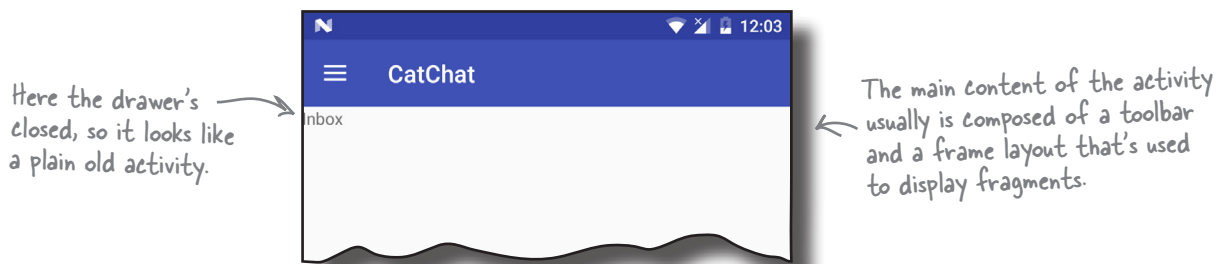 12:03
CatChat
Inbox
Here the drawer's
closed, so it looks like
a plain old activity.
The main content of the activity
usually is composed of a toolbar
and a frame layout that's used
to display fragments.